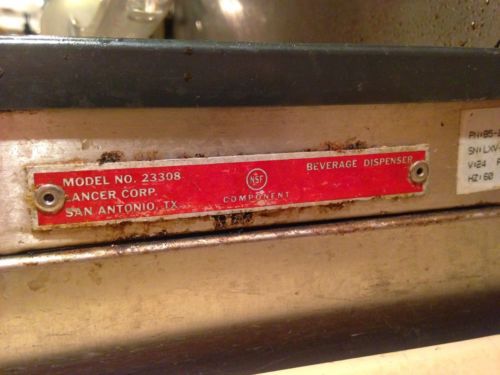 MODEL NO. 23308
LANCER CORP.
SAN ANTONIO, TX
NSF
COMPONENT
BEVERAGE DISPENSER
V:24
HZ:60